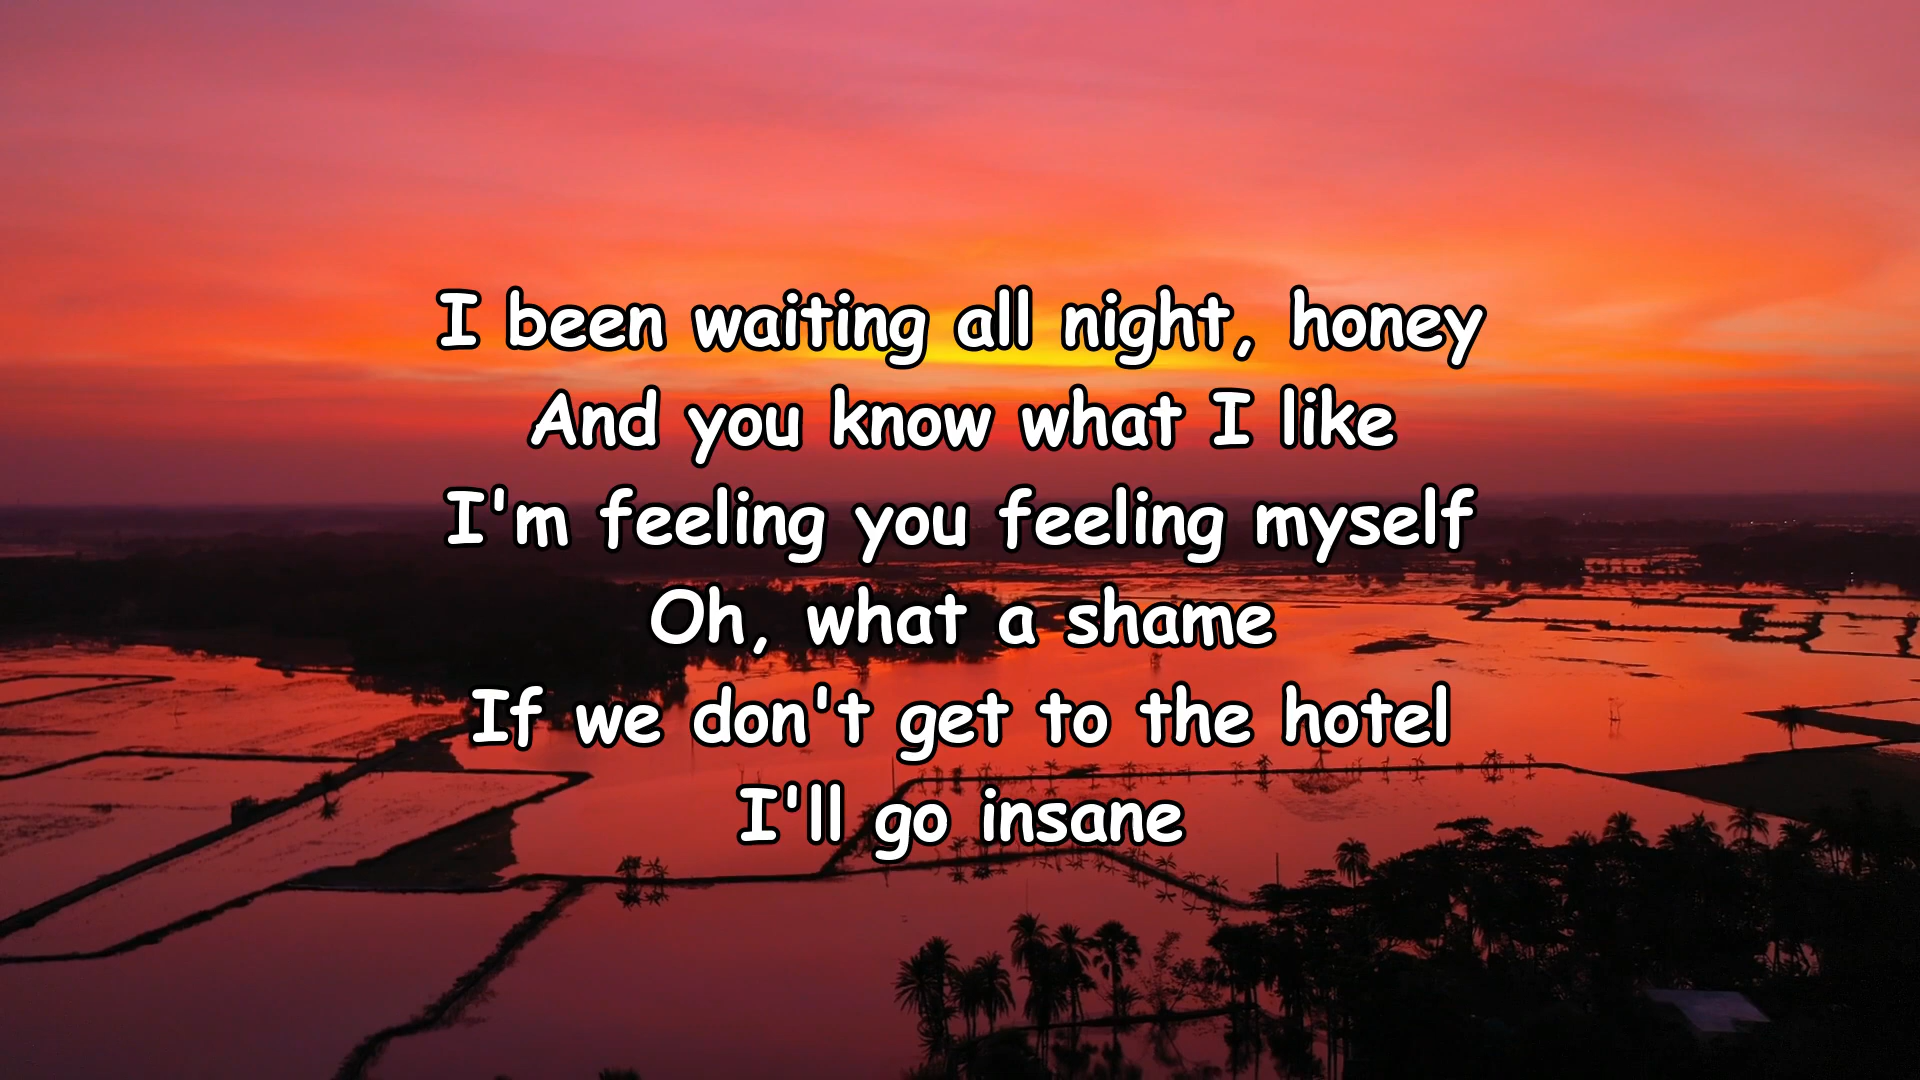 I been waiting all night, honey
And you know what I like
I'm feeling you feeling myself
Oh, what a shame
If we don't get to the hotel
I'll go insane